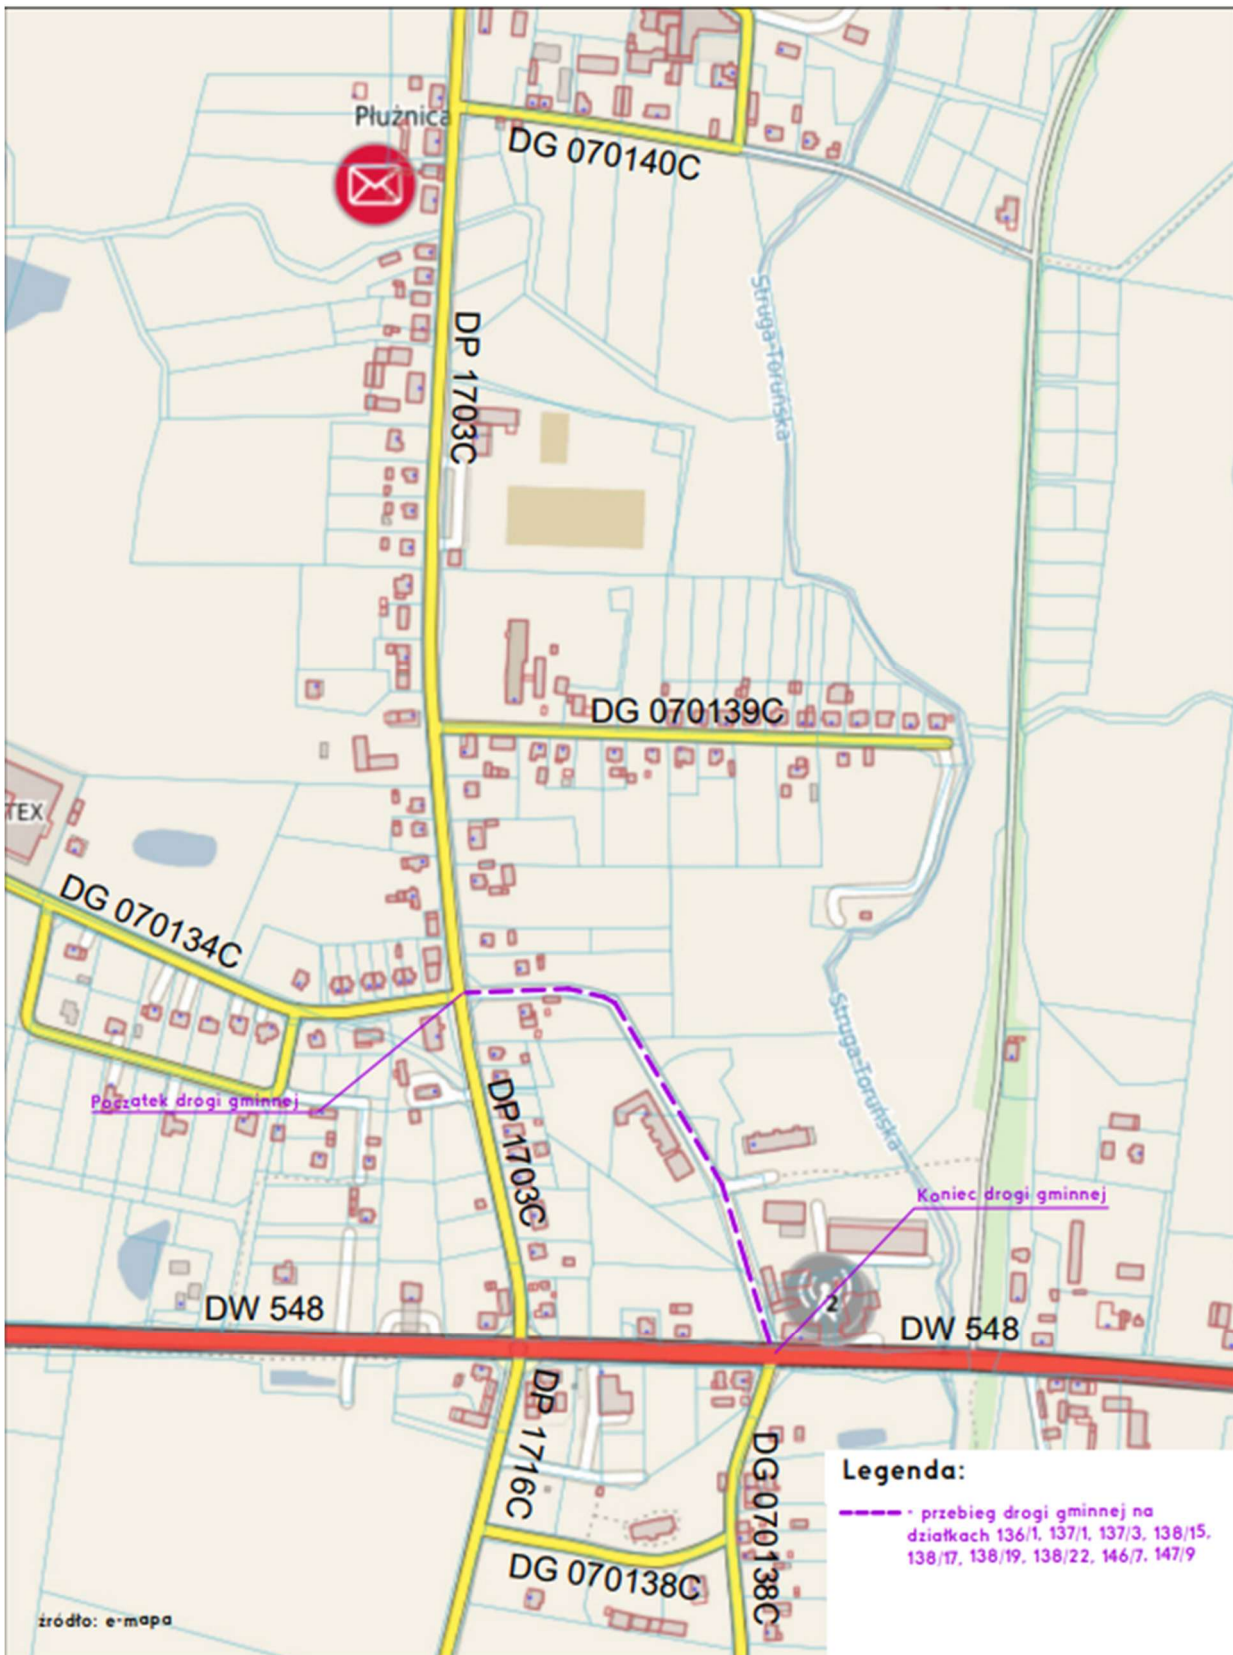 Płużnica
DG 070140C
Struga-Toruńska
DP 1703C
DG 070139C
TEX
DG 070134C
Struga-Toruńska
Początek drogi gminnej
DP 1703C
Koniec drogi gminnej
2
DW 548
DW 548
DP 1716C
DG 070138C
DG 070138C
Legenda:
- przebieg drogi gminnej na
działkach 136/1, 137/1, 137/3, 138/15,
138/17, 138/19, 138/22, 146/7, 147/9
źródło: e-mapa